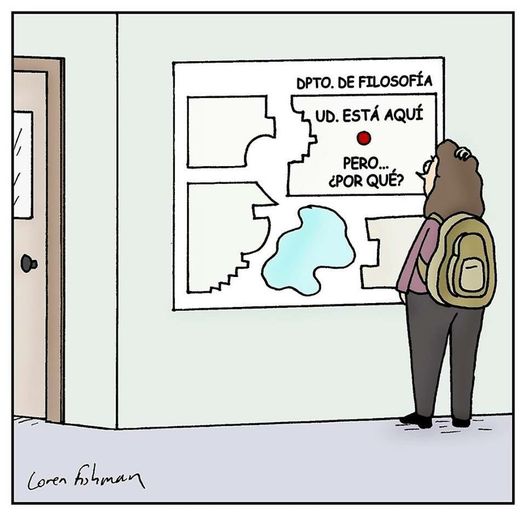 DPTO. DE FILOSOFÍA
UD. ESTÁ AQUÍ
PERO...
¿POR QUÉ?
Loren Fishman